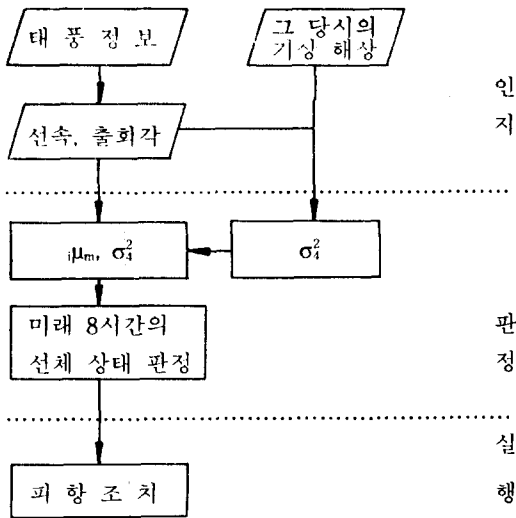 태 풍 정 보
그 당시의
기상 해상
선속, 출회각
인
지
iμm, σ₄²
σ₄²
미래 8시간의
선체 상태 판정
판
정
실
행
피 항 조 치